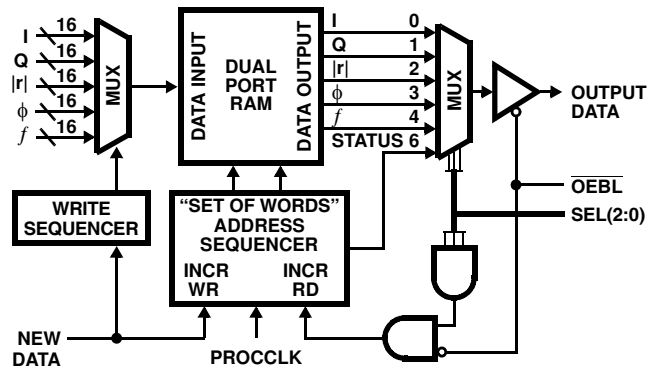 I 16
Q 16
|r| 16
ϕ 16
f 16
MUX
DATA INPUT
DUAL
PORT
RAM
DATA OUTPUT
I 0
Q 1
|r| 2
ϕ 3
f 4
STATUS 6
MUX
OUTPUT
DATA
OEBL
SEL(2:0)
WRITE
SEQUENCER
“SET OF WORDS”
ADDRESS
SEQUENCER
INCR
WR
INCR
RD
NEW
DATA
PROCCLK